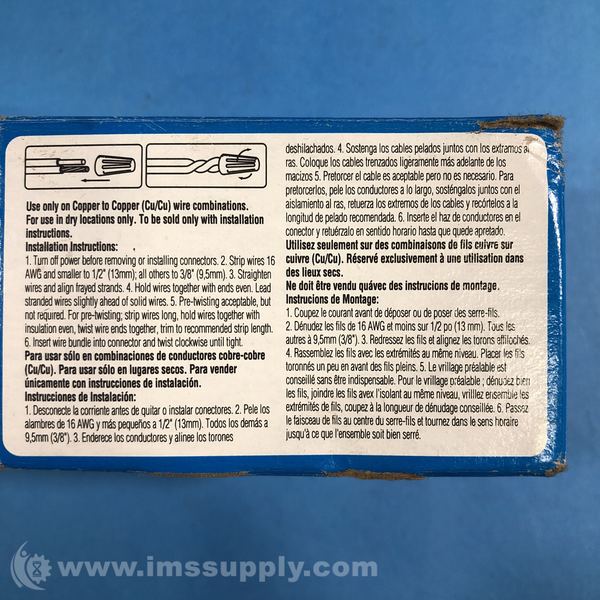 Use only on Copper to Copper (Cu/Cu) wire combinations.
For use in dry locations only. To be sold only with installation
instructions.
Installation Instructions:
1. Turn off power before removing or installing connectors. 2. Strip wires 16
AWG and smaller to 1/2" (13mm); all others to 3/8" (9,5mm). 3. Straighten
wires and align frayed strands. 4. Hold wires together with ends even. Lead
stranded wires slightly ahead of solid wires. 5. Pre-twisting acceptable, but
not required. For pre-twisting; strip wires long, hold wires together with
insulation even, twist wire ends together, trim to recommended strip length.
6. Insert wire bundle into connector and twist clockwise until tight.
Para usar sólo en combinaciones de conductores cobre-cobre
(Cu/Cu). Para usar sólo en lugares secos. Para vender
únicamente con instrucciones de instalación.
Instrucciones de Instalación:
1. Desconecte la corriente antes de quitar o instalar conectores. 2. Pele los
alambres de 16 AWG y más pequeños a 1/2" (13mm). Todos los demás a
9,5mm (3/8"). 3. Enderece los conductores y alinee los torones
deshilachados. 4. Sostenga los cables pelados juntos con los extramos al
ras. Coloque los cables trenzados ligeramente más adelante de los
macizos 5. Pretorcer el cable es aceptable pero no es necesario. Para
pretorcerlos, pele los conductores a lo largo, sosténgalos juntos con el
aislamiento al ras, retuerza los extremos de los cables y recórtelos a la
longitud de pelado recomendada. 6. Inserte el haz de conductores en el
conector y retuérzalo en sentido horario hasta que quede apretado.
Utilisez seulement sur des combinaisons de fils cuivre sur
cuivre (Cu/Cu). Réservé exclusivement à une utilisation dans
des lieux secs.
Ne doit être vendu quávec des instrucions de montage.
Instrucions de Montage:
1. Coupez le courant avant de déposer ou de poser des serre-fils.
2. Dénudez les fils de 16 AWG et moins sur 1/2 po (13 mm). Tous les
autres à 9,5mm (3/8"). 3. Redressez les fils et alignez les torons effilochés.
4. Rassemblez les fils avec les extrémités au même niveau. Placer les fils
toronnés un peu en avant des fils pleins. 5. Le vrillage préalable est
conseillé sans être indispensable. Pour le vrillage préalable ; dénudez bien
les fils, joindre les fils avex l'isolant au même niveau, vrilllez ensemble les
extrémités de fils, coupez à la longueur de dénudage conseillée. 6. Passez
le faisceau de fils au centre du serre-fils et tournez dans le sens horaire
jusqu'à ce que l'ensemble soit bien serré.
www.imssupply.com